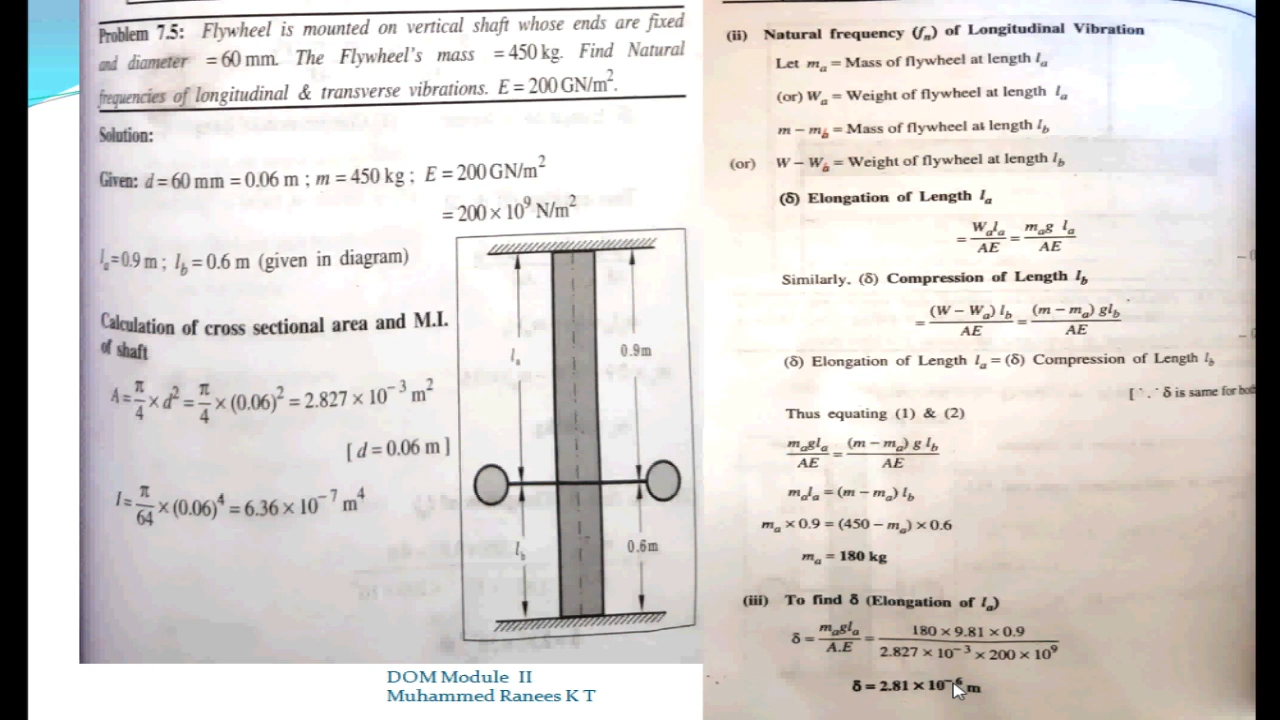 Problem 7.5: Flywheel is mounted on vertical shaft whose ends are fixed
and diameter = 60 mm. The Flywheel's mass = 450 kg. Find Natural
frequencies of longitudinal & transverse vibrations. E = 200 GN/m².
Solution:
Given: d = 60 mm = 0.06 m ; m = 450 kg ; E = 200 GN/m²
= 200 × 10⁹ N/m²
lₐ = 0.9 m ; l_b = 0.6 m (given in diagram)
Calculation of cross sectional area and M.I.
of shaft
A = π/4 × d² = π/4 × (0.06)² = 2.827 × 10⁻³ m²
[ d = 0.06 m ]
I = π/64 × (0.06)⁴ = 6.36 × 10⁻⁷ m⁴
lₐ
0.9m
l_b
0.6m
DOM Module II
Muhammed Ranees K T
(ii) Natural frequency (fₙ) of Longitudinal Vibration
Let mₐ = Mass of flywheel at length lₐ
(or) Wₐ = Weight of flywheel at length lₐ
m − m_b = Mass of flywheel at length l_b
(or) W − Wₐ = Weight of flywheel at length l_b
(δ) Elongation of Length lₐ
= Wₐlₐ/AE = mₐg lₐ/AE
Similarly, (δ) Compression of Length l_b
= (W − Wₐ) l_b/AE = (m − mₐ) gl_b/AE
(δ) Elongation of Length lₐ = (δ) Compression of Length l_b
[ ∵ δ is same for both
Thus equating (1) & (2)
mₐglₐ/AE = (m − mₐ) g l_b/AE
mₐlₐ = (m − mₐ) l_b
mₐ × 0.9 = (450 − mₐ) × 0.6
mₐ = 180 kg
(iii) To find δ (Elongation of lₐ)
δ = mₐglₐ/A.E = 180 × 9.81 × 0.9/2.827 × 10⁻³ × 200 × 10⁹
δ = 2.81 × 10⁻⁶ m